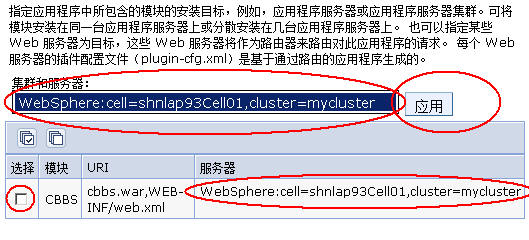 指定应用程序中所包含的模块的安装目标，例如，应用程序服务器或应用程序服务器集群。可将
模块安装在同一台应用程序服务器上或分散安装在几台应用程序服务器上。 也可以指定某些
Web 服务器为目标，这些 Web 服务器将作为路由器来路由对此应用程序的请求。 每个 Web
服务器的插件配置文件（plugin-cfg.xml）是基于通过路由的应用程序生成的。
集群和服务器:
WebSphere:cell=shnlap93Cell01,cluster=mycluster 应用
选择 模块 URI 服务器
CBBS cbbs.war,WEB-
INF/web.xml WebSphere:cell=shnlap93Cell01,cluster=mycluster